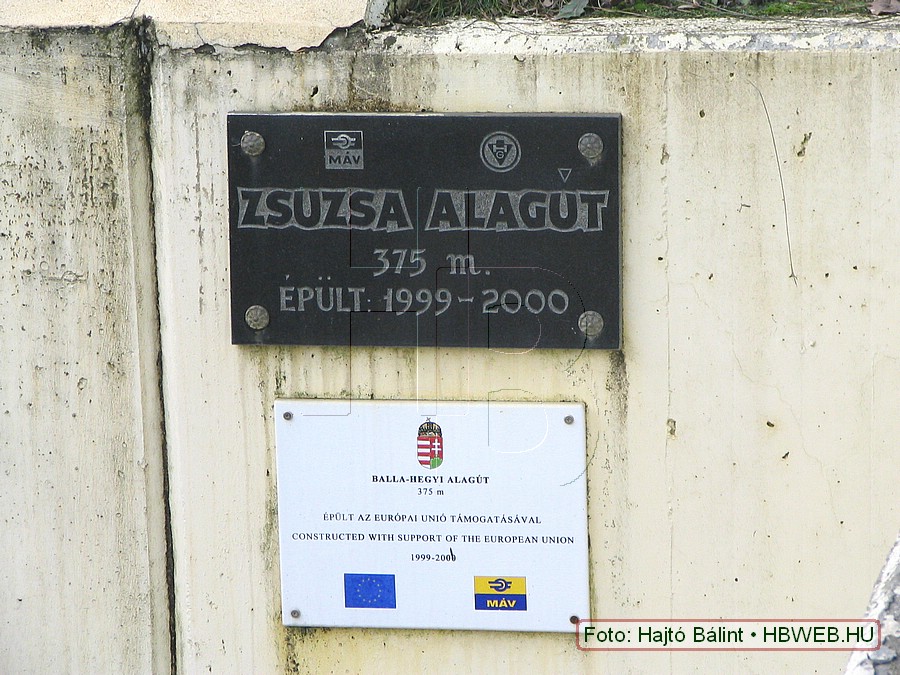 MÁV
ZSUZSA ALAGÚT
375 m.
ÉPÜLT: 1999-2000
BALLA-HEGYI ALAGÚT
375 m
ÉPÜLT AZ EURÓPAI UNIÓ TÁMOGATÁSÁVAL
CONSTRUCTED WITH SUPPORT OF THE EUROPEAN UNION
1999-2000
MÁV
Foto: Hajtó Bálint • HBWEB.HU